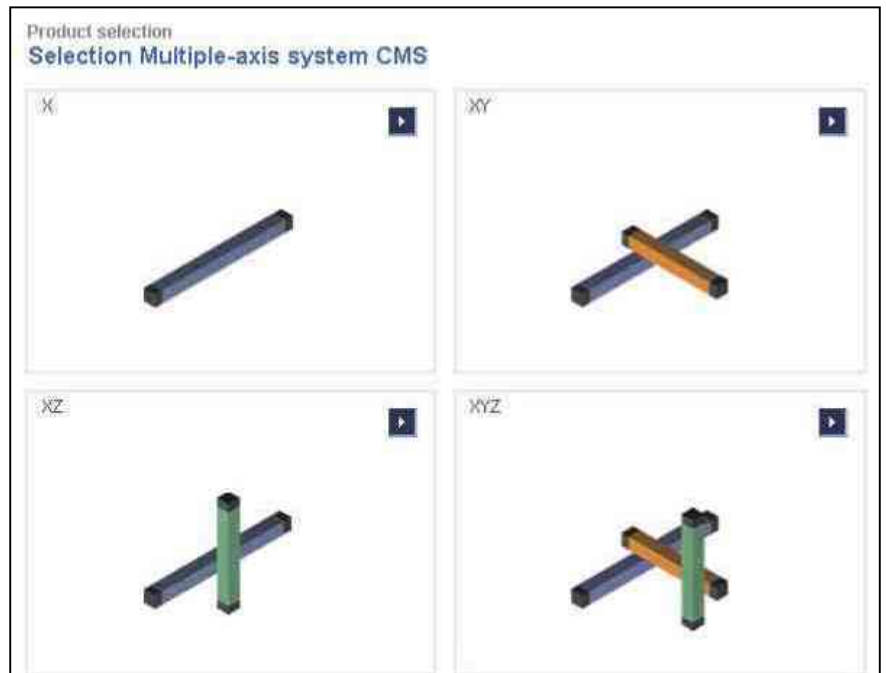 Product selection
Selection Multiple-axis system CMS
X
XY
XZ
XYZ